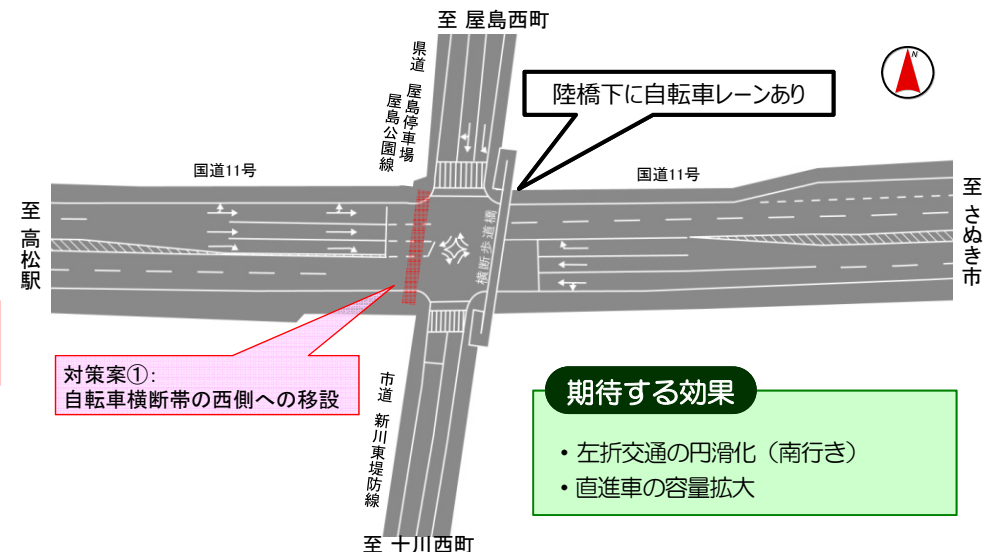 至 屋島西町
県道 屋島停車場
屋島公園線
N
陸橋下に自転車レーンあり
国道11号
国道11号
至 高松駅
至 さぬき市
横断歩道橋
対策案①：
自転車横断帯の西側への移設
市道 新川東堤防線
期待する効果
・左折交通の円滑化（南行き）
・直進車の容量拡大
至 十川西町